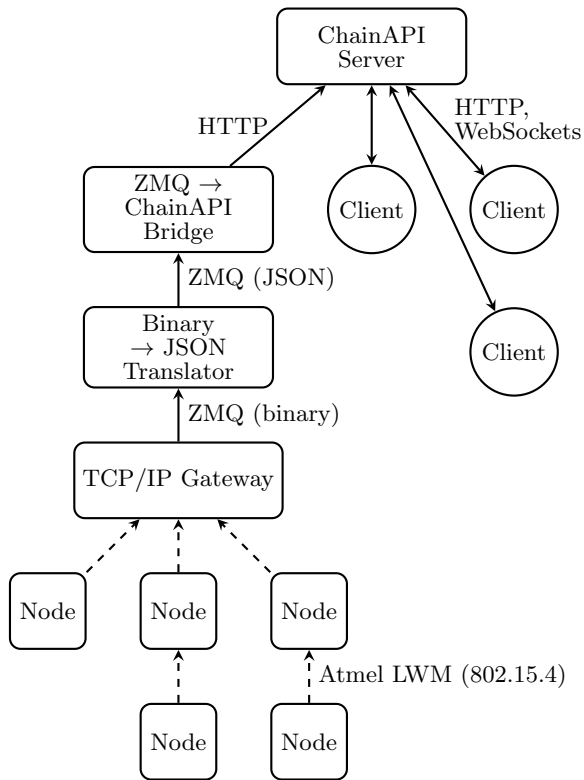 ChainAPI
Server
HTTP
HTTP,
WebSockets
ZMQ →
ChainAPI
Bridge
Client
Client
ZMQ (JSON)
Binary
→ JSON
Translator
Client
ZMQ (binary)
TCP/IP Gateway
Node
Node
Node
Atmel LWM (802.15.4)
Node
Node